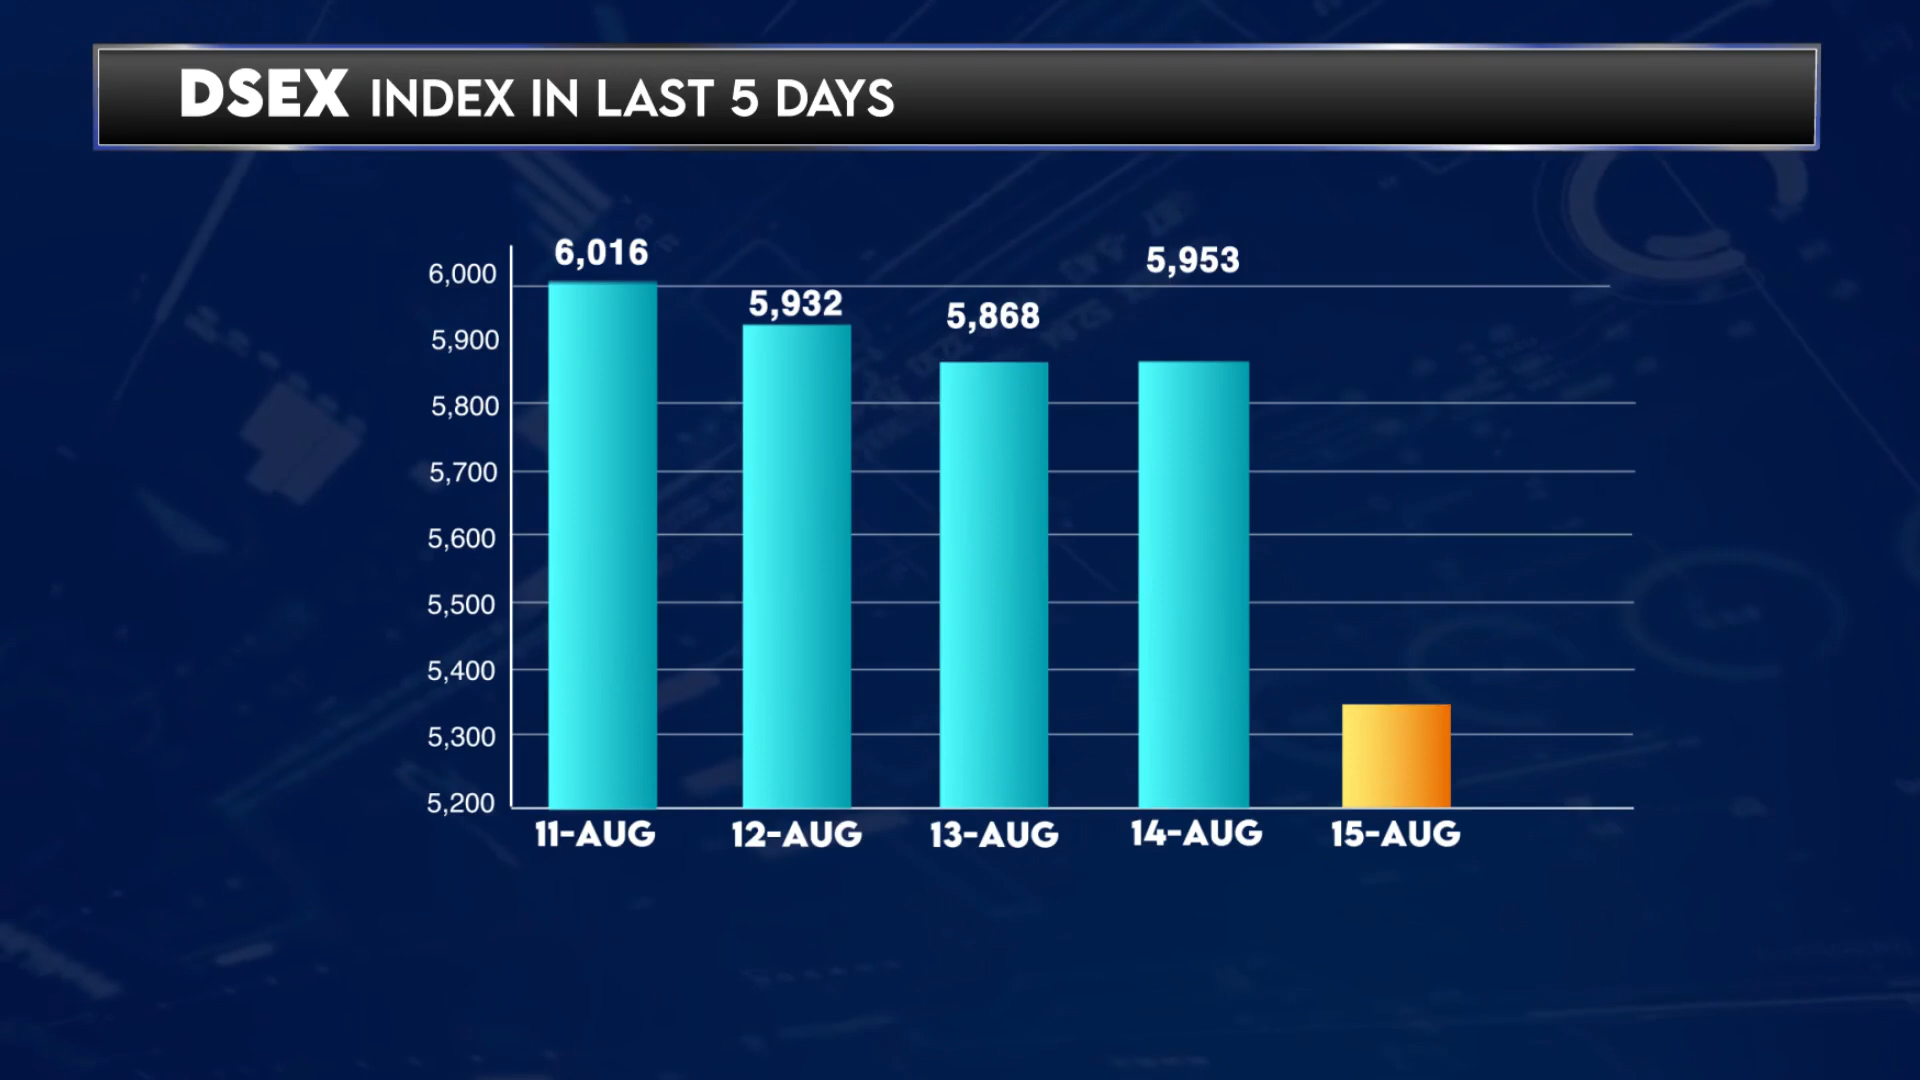 DSEX INDEX IN LAST 5 DAYS
6,016
5,932
5,868
5,953
6,000
5,900
5,800
5,700
5,600
5,500
5,400
5,300
5,200
11-AUG
12-AUG
13-AUG
14-AUG
15-AUG